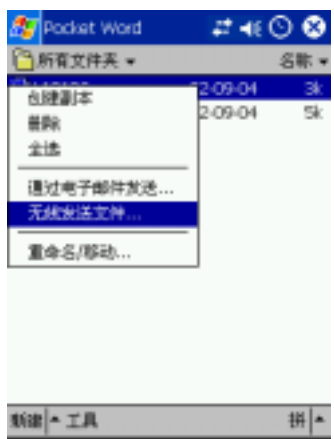 Pocket Word
所有文件夹 名称
02-09-04 3k
创建副本
2-09-04 5k
删除
全选
通过电子邮件发送...
无线发送文件...
重命名/移动...
新建 工具 拼